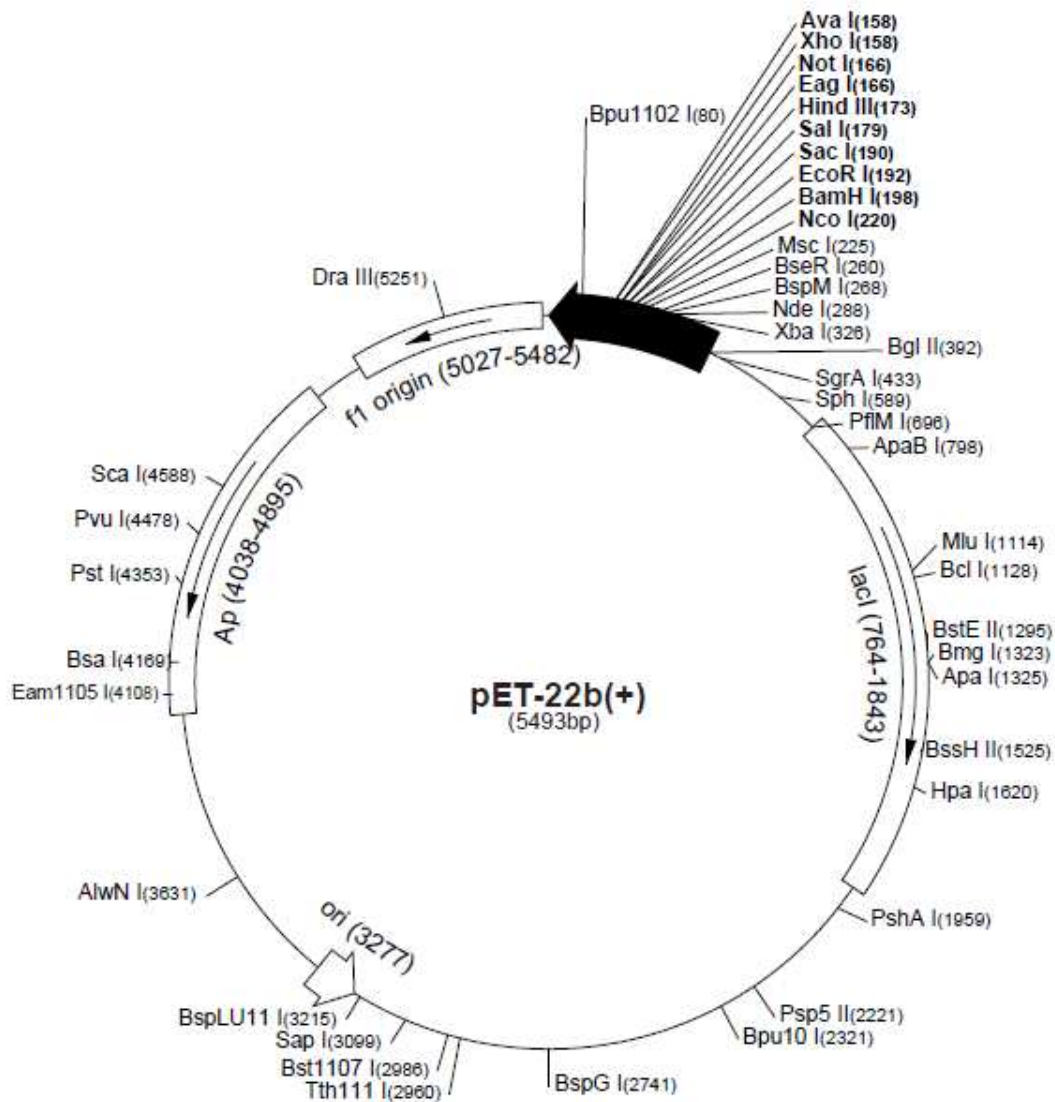 Ava I(158)
Xho I(158)
Not I(166)
Eag I(166)
Hind III(173)
Sal I(179)
Sac I(190)
EcoR I(192)
BamH I(198)
Nco I(220)
Bpu1102 I(80)
Msc I(225)
BseR I(260)
BspM I(268)
Nde I(288)
Xba I(326)
Bgl II(392)
SgrA I(433)
Sph I(589)
PflM I(696)
ApaB I(798)
Dra III(5251)
f1 origin (5027-5482)
Sca I(4588)
Pvu I(4478)
Pst I(4353)
Ap (4038-4895)
Bsa I(4169)
Eam1105 I(4108)
Mlu I(1114)
Bcl I(1128)
lacI (764-1843)
BstE II(1295)
Bmg I(1323)
Apa I(1325)
pET-22b(+)
(5493bp)
BssH II(1525)
Hpa I(1620)
AlwN I(3631)
ori (3277)
PshA I(1959)
BspLU11 I(3215)
Sap I(3099)
Bst1107 I(2986)
Tth111 I(2960)
BspG I(2741)
Psp5 II(2221)
Bpu10 I(2321)